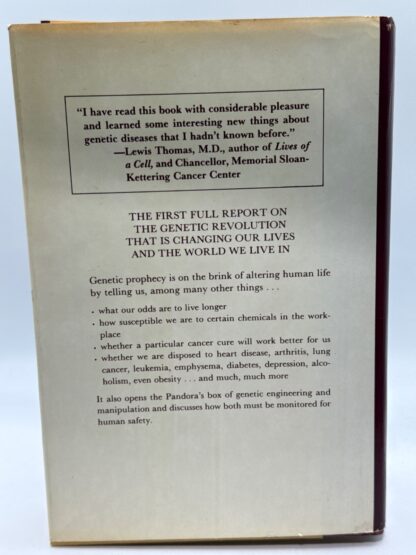 “I have read this book with considerable pleasure
and learned some interesting new things about
genetic diseases that I hadn't known before.”
—Lewis Thomas, M.D., author of Lives of
a Cell, and Chancellor, Memorial Sloan-
Kettering Cancer Center
THE FIRST FULL REPORT ON
THE GENETIC REVOLUTION
THAT IS CHANGING OUR LIVES
AND THE WORLD WE LIVE IN
Genetic prophecy is on the brink of altering human life
by telling us, among many other things . . .
• what our odds are to live longer
• how susceptible we are to certain chemicals in the work-
place
• whether a particular cancer cure will work better for us
• whether we are disposed to heart disease, arthritis, lung
cancer, leukemia, emphysema, diabetes, depression, alco-
holism, even obesity . . . and much, much more
It also opens the Pandora's box of genetic engineering and
manipulation and discusses how both must be monitored for
human safety.